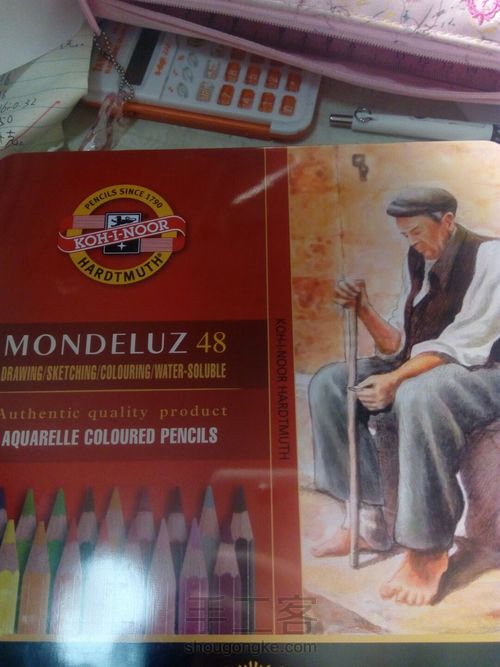 PENCILS SINCE 1790
KOH-I-NOOR
HARDTMUTH
MONDELUZ 48
DRAWING/SKETCHING/COLOURING/WATER-SOLUBLE
Authentic quality product
AQUARELLE COLOURED PENCILS
KOH-I-NOOR HARDTMUTH
手工客
shougongke.com